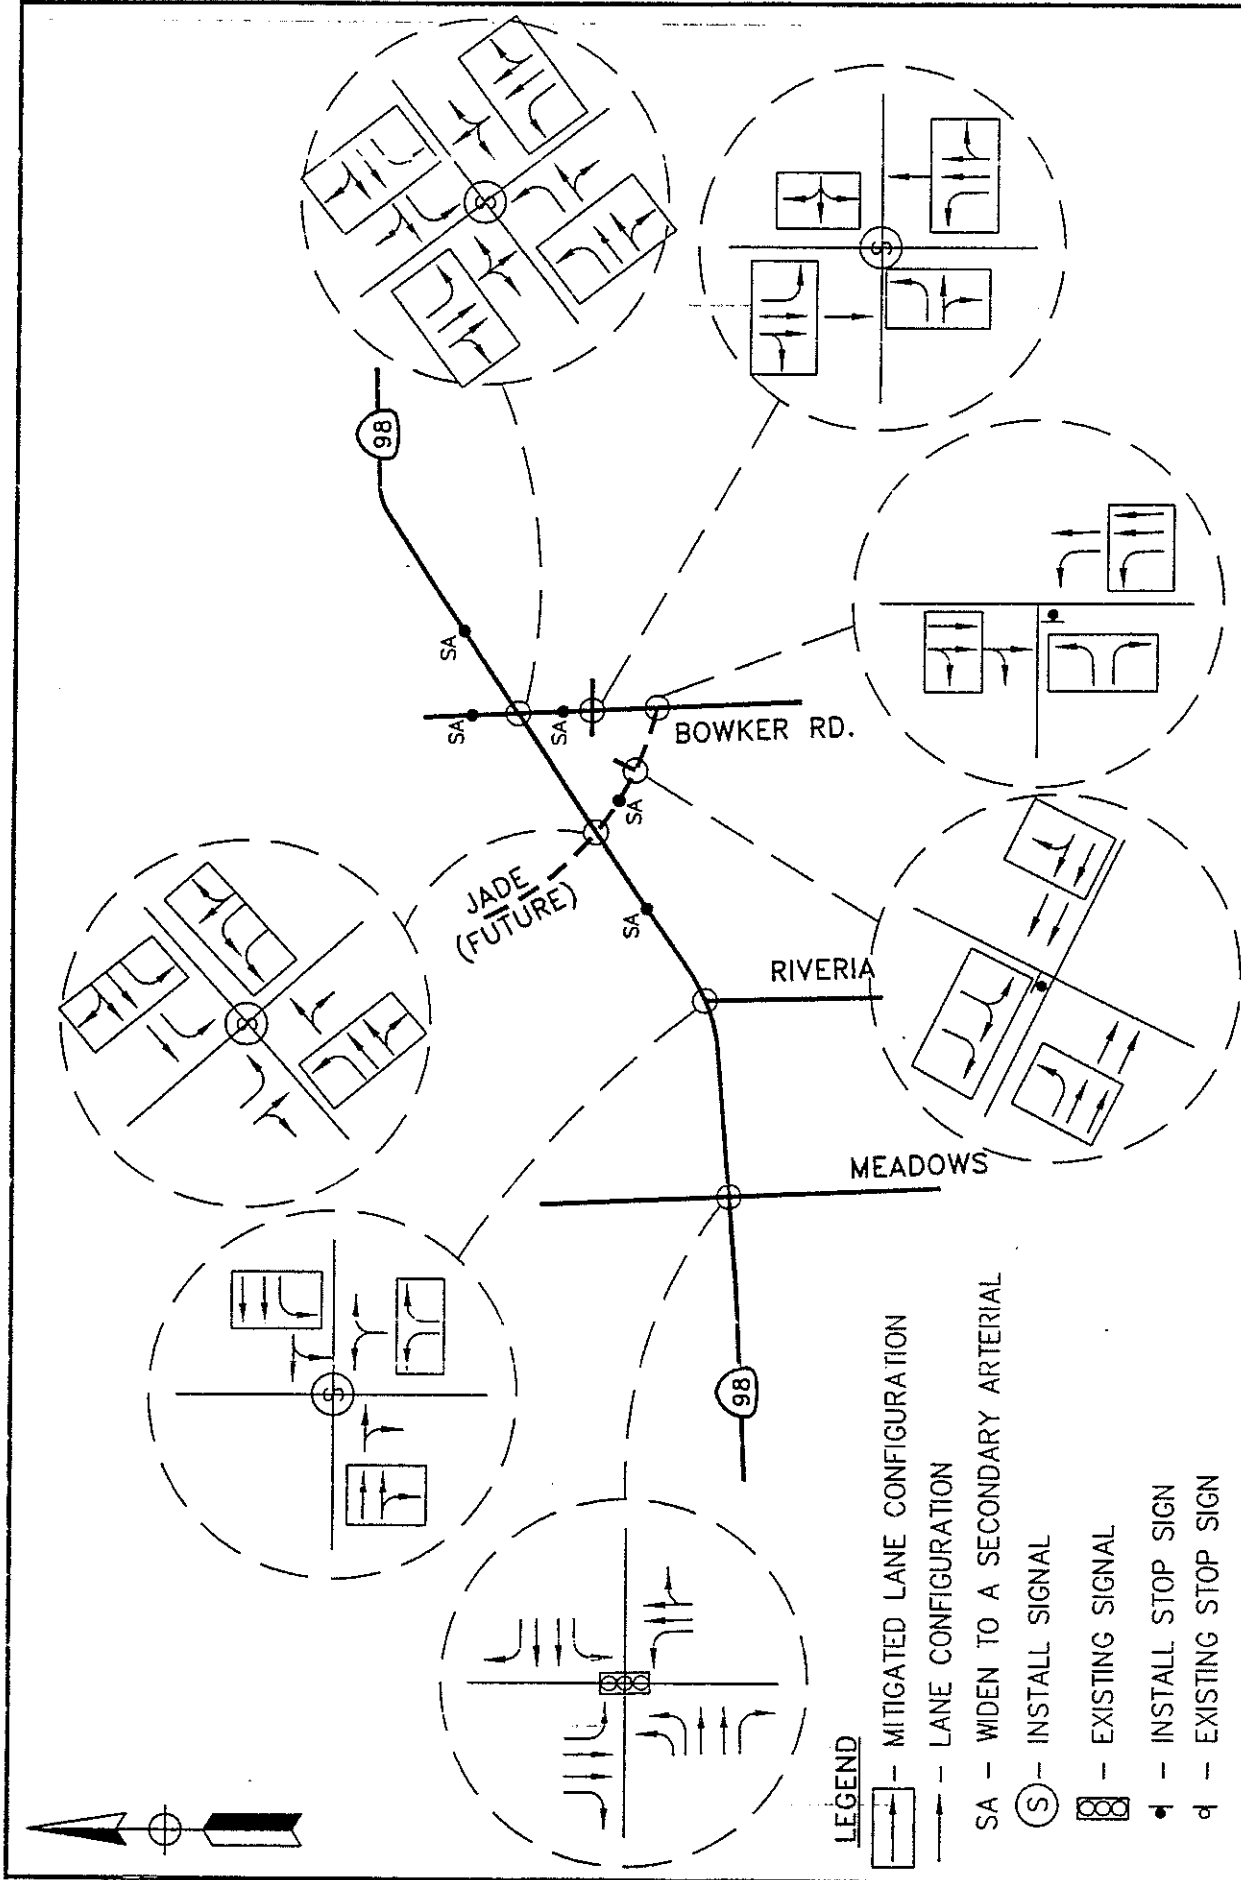 98
SA
SA
SA
BOWKER RD.
SA
JADE
(FUTURE)
SA
RIVERIA
MEADOWS
98
S
S
S
S
LEGEND
- MITIGATED LANE CONFIGURATION
- LANE CONFIGURATION
SA - WIDEN TO A SECONDARY ARTERIAL
S - INSTALL SIGNAL
- EXISTING SIGNAL
- INSTALL STOP SIGN
- EXISTING STOP SIGN